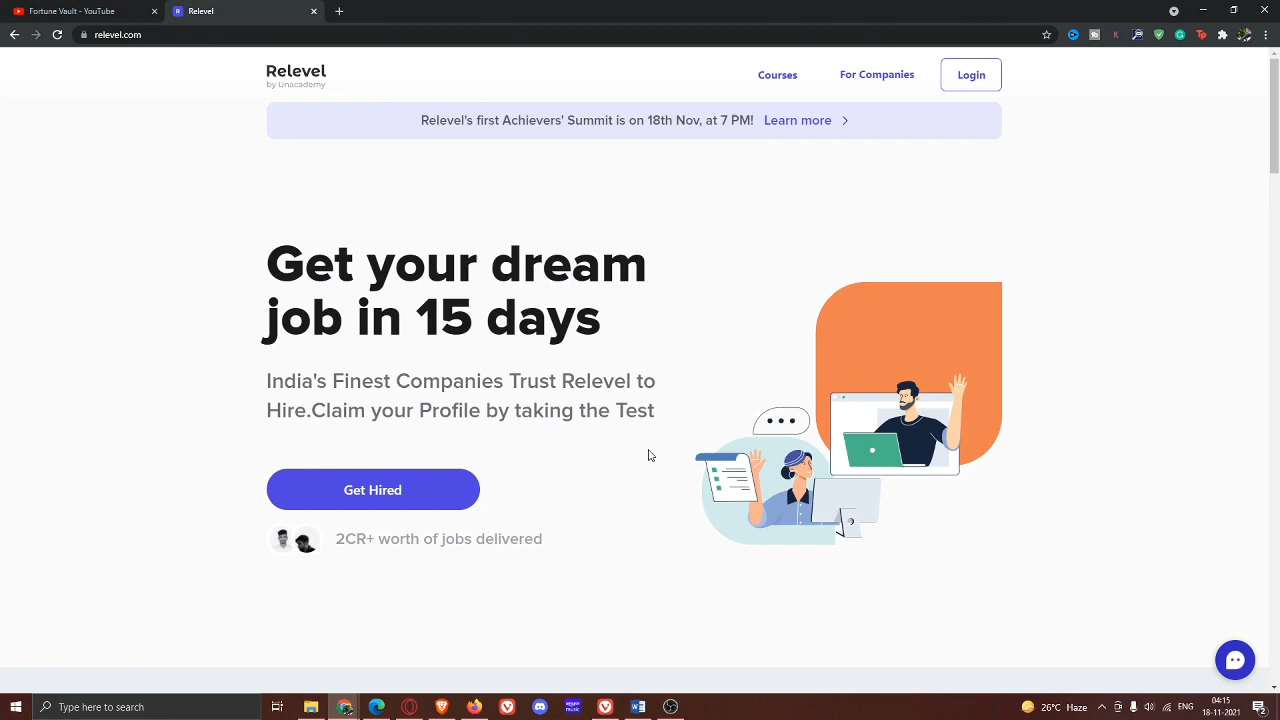 Fortune Vault - YouTube
Relevel
relevel.com
Relevel
by Unacademy
Courses
For Companies
Login
Relevel's first Achievers' Summit is on 18th Nov, at 7 PM! Learn more
Get your dream
job in 15 days
India's Finest Companies Trust Relevel to
Hire.Claim your Profile by taking the Test
Get Hired
2CR+ worth of jobs delivered
Type here to search
26°C Haze
ENG
04:15
18-11-2021